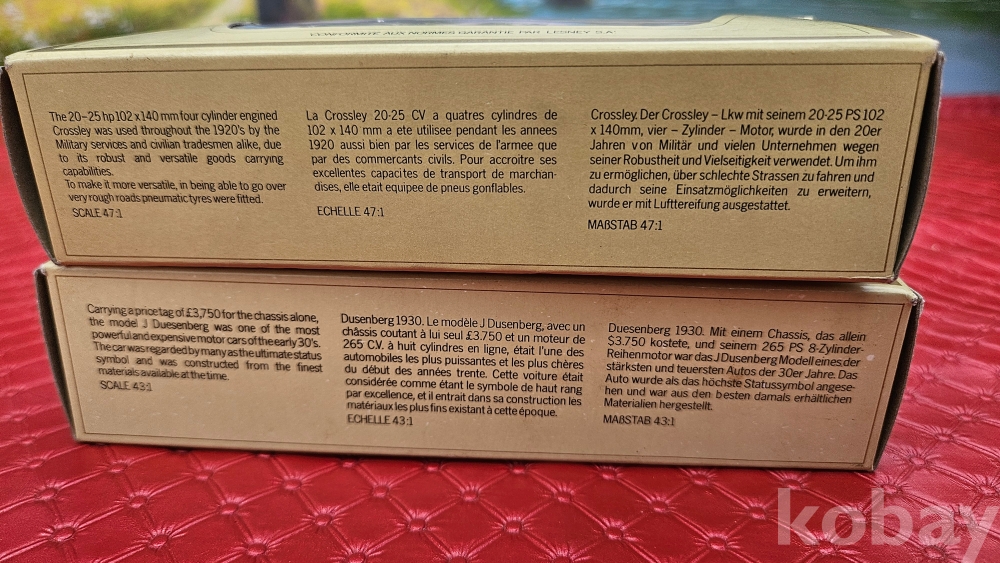 CONFORMITÉ AUX NORMES GARANTIE PAR LESNEY S.A.
The 20-25 hp 102 x 140 mm four cylinder engined
Crossley was used throughout the 1920's by the
Military services and civilian tradesmen alike, due
to its robust and versatile goods carrying
capabilities.
To make it more versatile, in being able to go over
very rough roads pneumatic tyres were fitted.
SCALE 47:1
La Crossley 20-25 CV a quatres cylindres de
102 x 140 mm a ete utilisee pendant les annees
1920 aussi bien par les services de l'armee que
par des commercants civils. Pour accroitre ses
excellentes capacites de transport de marchan-
dises, elle etait equipee de pneus gonflables.
ECHELLE 47:1
Crossley. Der Crossley – Lkw mit seinem 20-25 PS 102
x 140mm, vier – Zylinder – Motor, wurde in den 20er
Jahren von Militär und vielen Unternehmen wegen
seiner Robustheit und Vielseitigkeit verwendet. Um ihm
zu ermöglichen, über schlechte Strassen zu fahren und
dadurch seine Einsatzmöglichkeiten zu erweitern,
wurde er mit Lufttereifung ausgestattet.
MAßSTAB 47:1
Carrying a price tag of £3,750 for the chassis alone,
the model J Duesenberg was one of the most
powerful and expensive motor cars of the early 30's.
The car was regarded by many as the ultimate status
symbol and was constructed from the finest
materials available at the time.
SCALE 43:1
Dusenberg 1930. Le modèle J Dusenberg, avec un
châssis coutant à lui seul £3.750 et un moteur de
265 CV. à huit cylindres en ligne, était l'une des
automobiles les plus puissantes et les plus chères
du début des années trente. Cette voiture était
considérée comme étant le symbole de haut rang
par excellence, et il entrait dans sa construction les
matériaux les plus fins existant à cette époque.
ECHELLE 43:1
Duesenberg 1930. Mit einem Chassis, das allein
$3.750 kostete, und seinem 265 PS 8-Zylinder-
Reihenmotor war das J Dusenberg Modell eines der
stärksten und teuersten Autos der 30er Jahre. Das
Auto wurde als das höchste Statussymbol angese-
hen und war aus den besten damals erhältlichen
Materialien hergestellt.
MAßSTAB 43:1
kobay